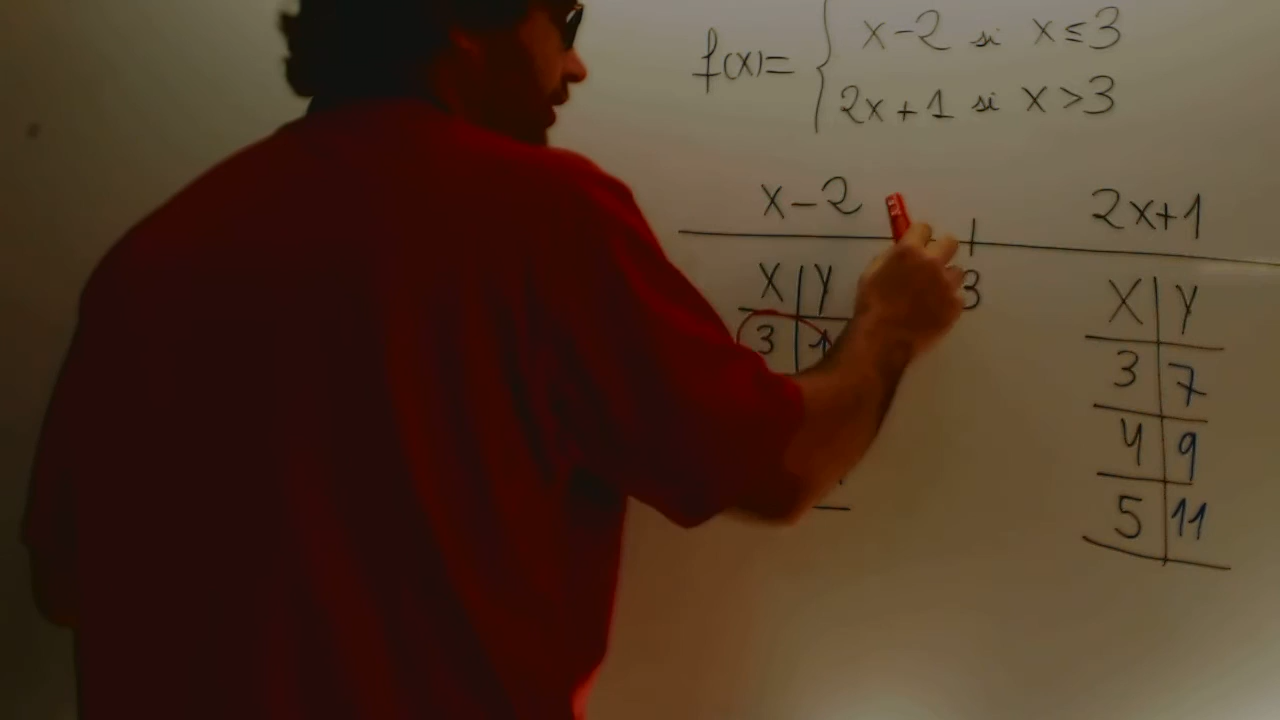 f(x)= { x-2 si x≤3
2x+1 si x>3
x-2 2x+1
3
X Y
3 1
X Y
3 7
4 9
5 11